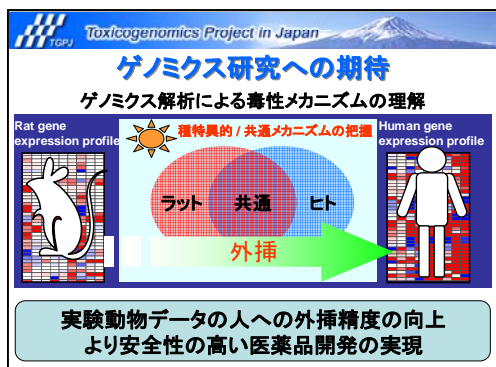 TGPJ
Toxicogenomics Project in Japan
ゲノミクス研究への期待
ゲノミクス解析による毒性メカニズムの理解
Rat gene
expression profile
種特異的 / 共通メカニズムの把握
Human gene
expression profile
ラット 共通 ヒト
外挿
実験動物データの人への外挿精度の向上
より安全性の高い医薬品開発の実現